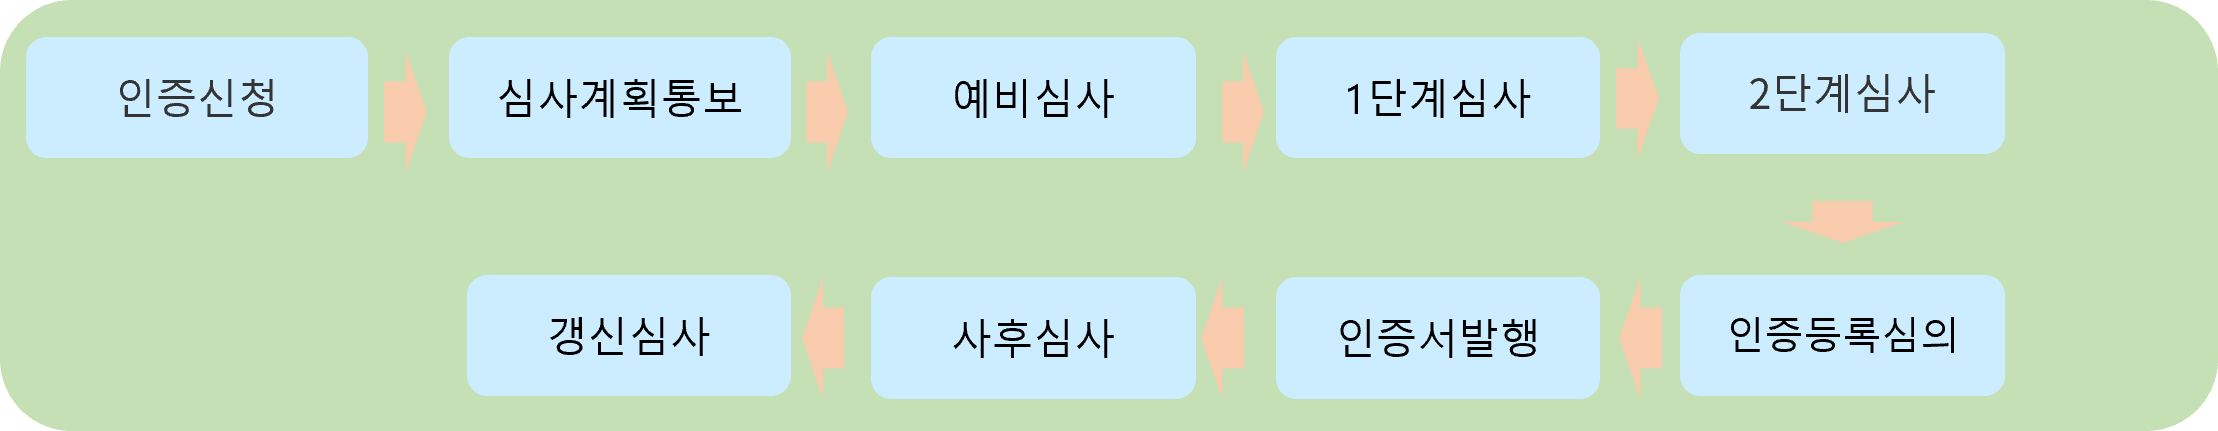 인증신청
심사계획통보
예비심사
1단계심사
2단계심사
인증등록심의
인증서발행
사후심사
갱신심사